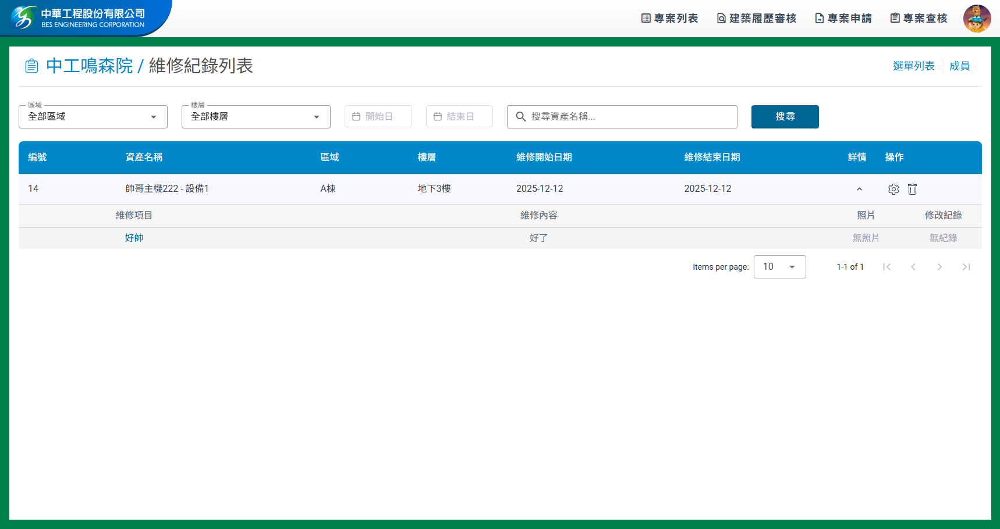 中華工程股份有限公司
BES ENGINEERING CORPORATION
專案列表 建築履歷審核 專案申請 專案查核
中工鳴森院 / 維修紀錄列表
選單列表 成員
區域 樓層
全部區域 全部樓層 開始日 結束日 搜尋資產名稱... 搜尋
編號 資產名稱 區域 樓層 維修開始日期 維修結束日期 詳情 操作
14 帥哥主機222 - 設備1 A棟 地下3樓 2025-12-12 2025-12-12
維修項目 維修內容 照片 修改紀錄
好帥 好了 無照片 無紀錄
Items per page: 10 1-1 of 1